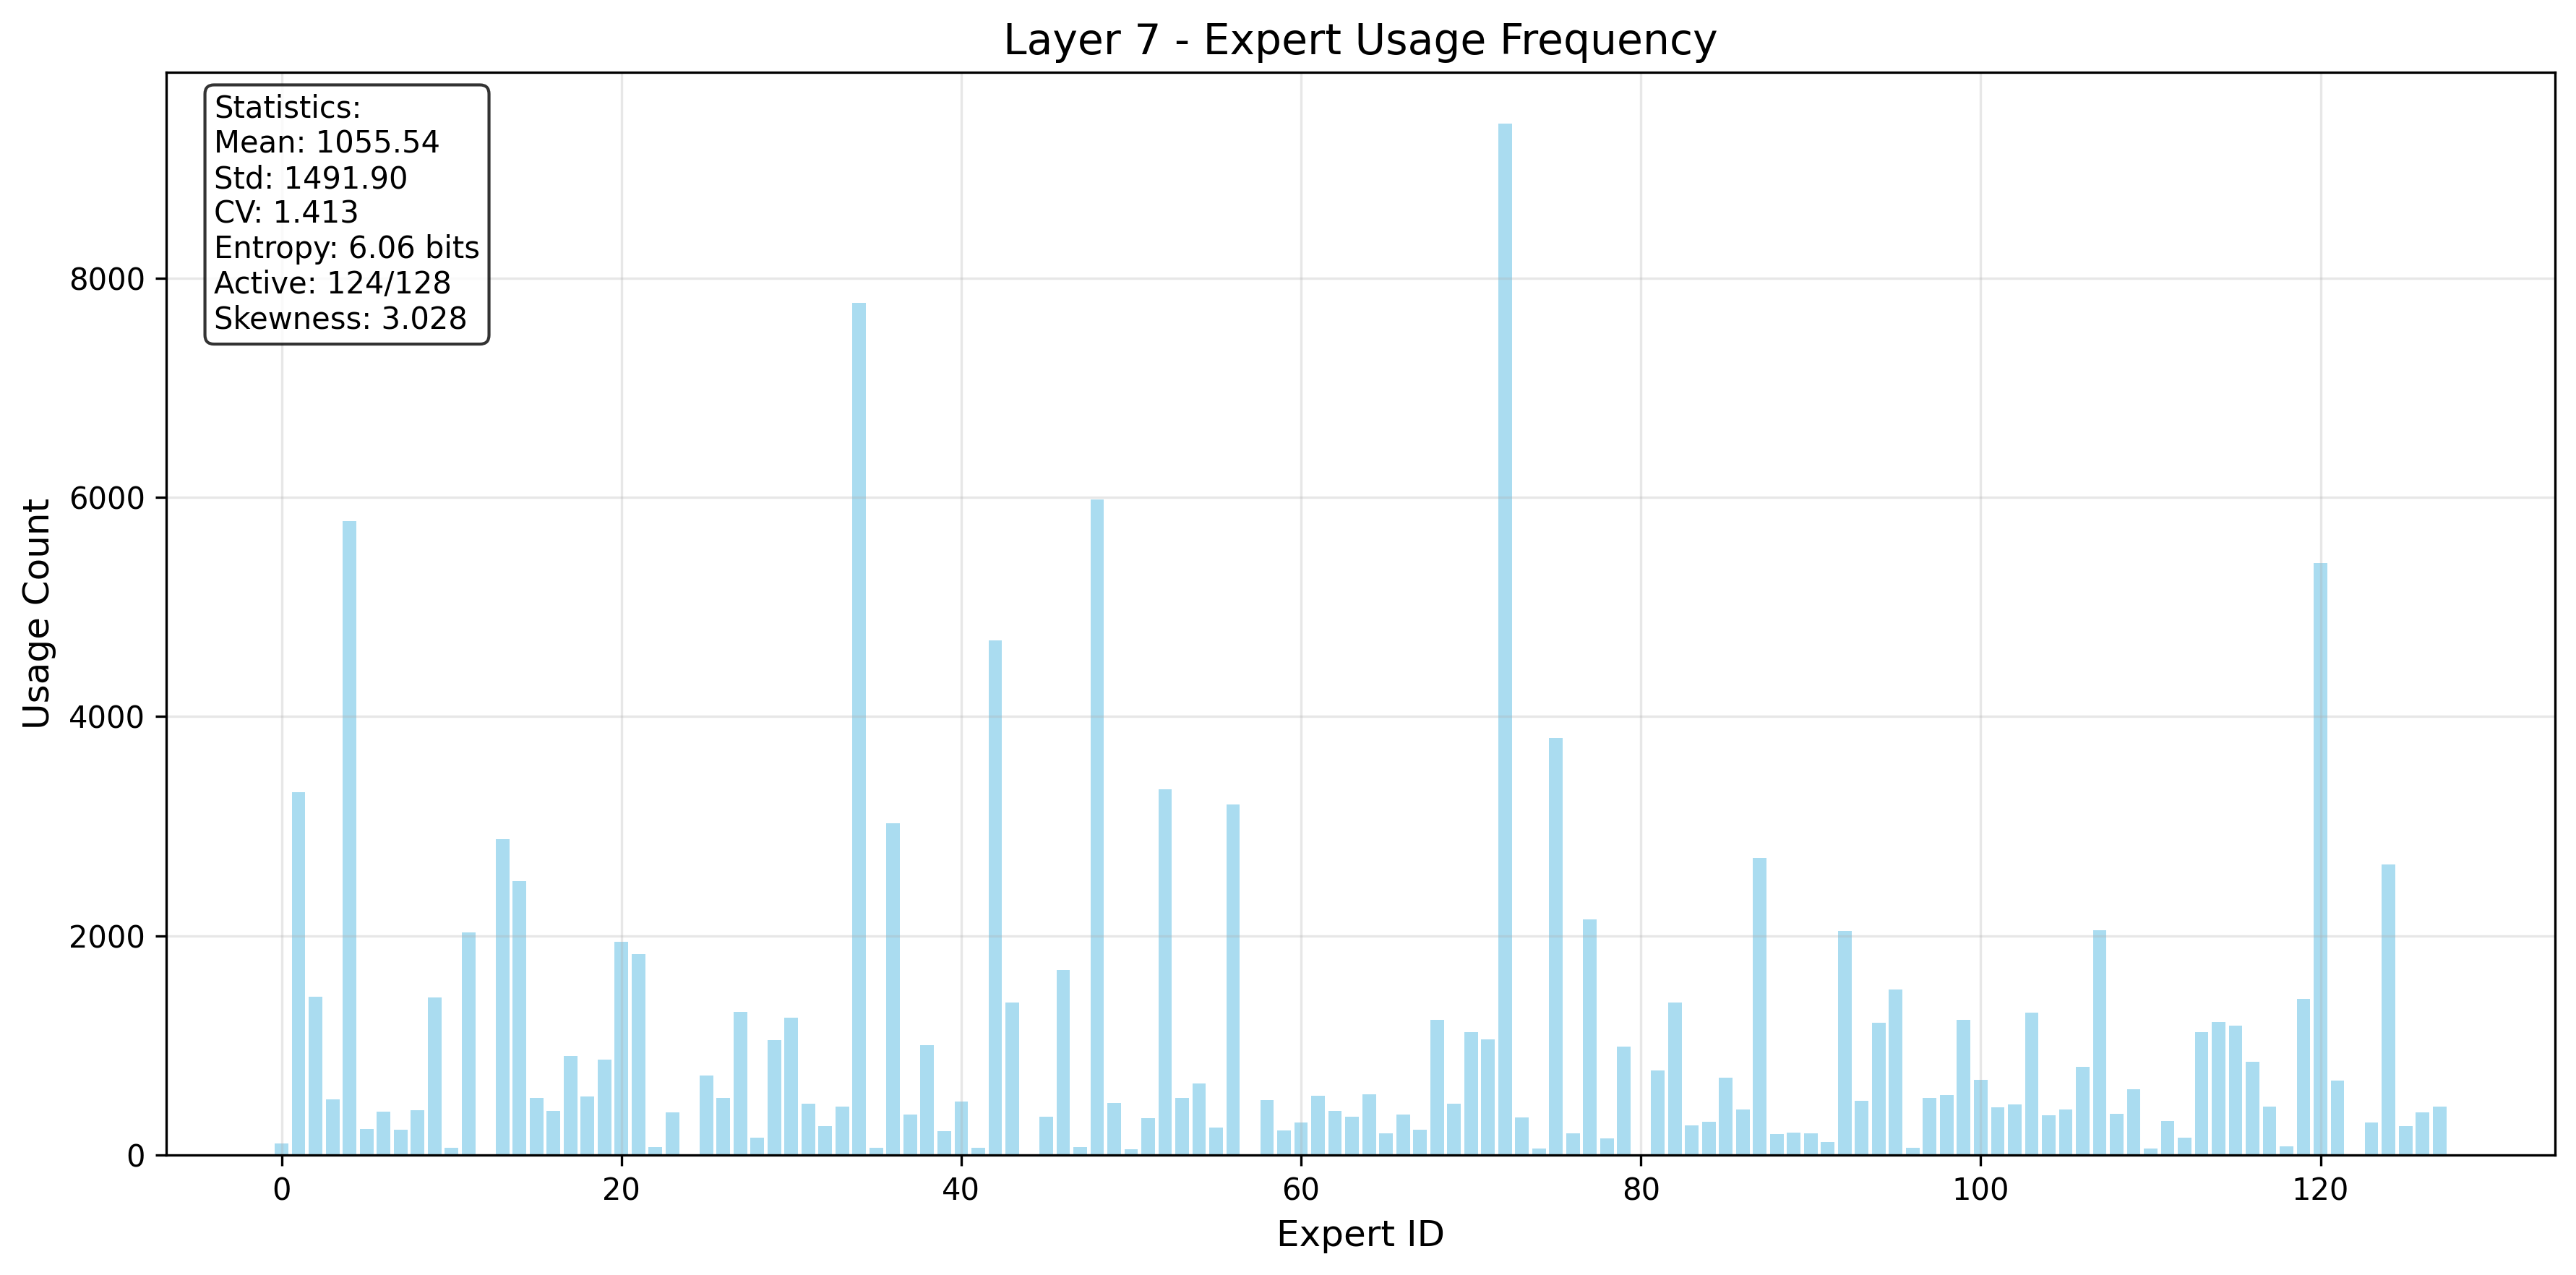 Layer 7 - Expert Usage Frequency
Statistics:
Mean: 1055.54
Std: 1491.90
CV: 1.413
Entropy: 6.06 bits
Active: 124/128
Skewness: 3.028
Usage Count
8000
6000
4000
2000
0
0 20 40 60 80 100 120
Expert ID